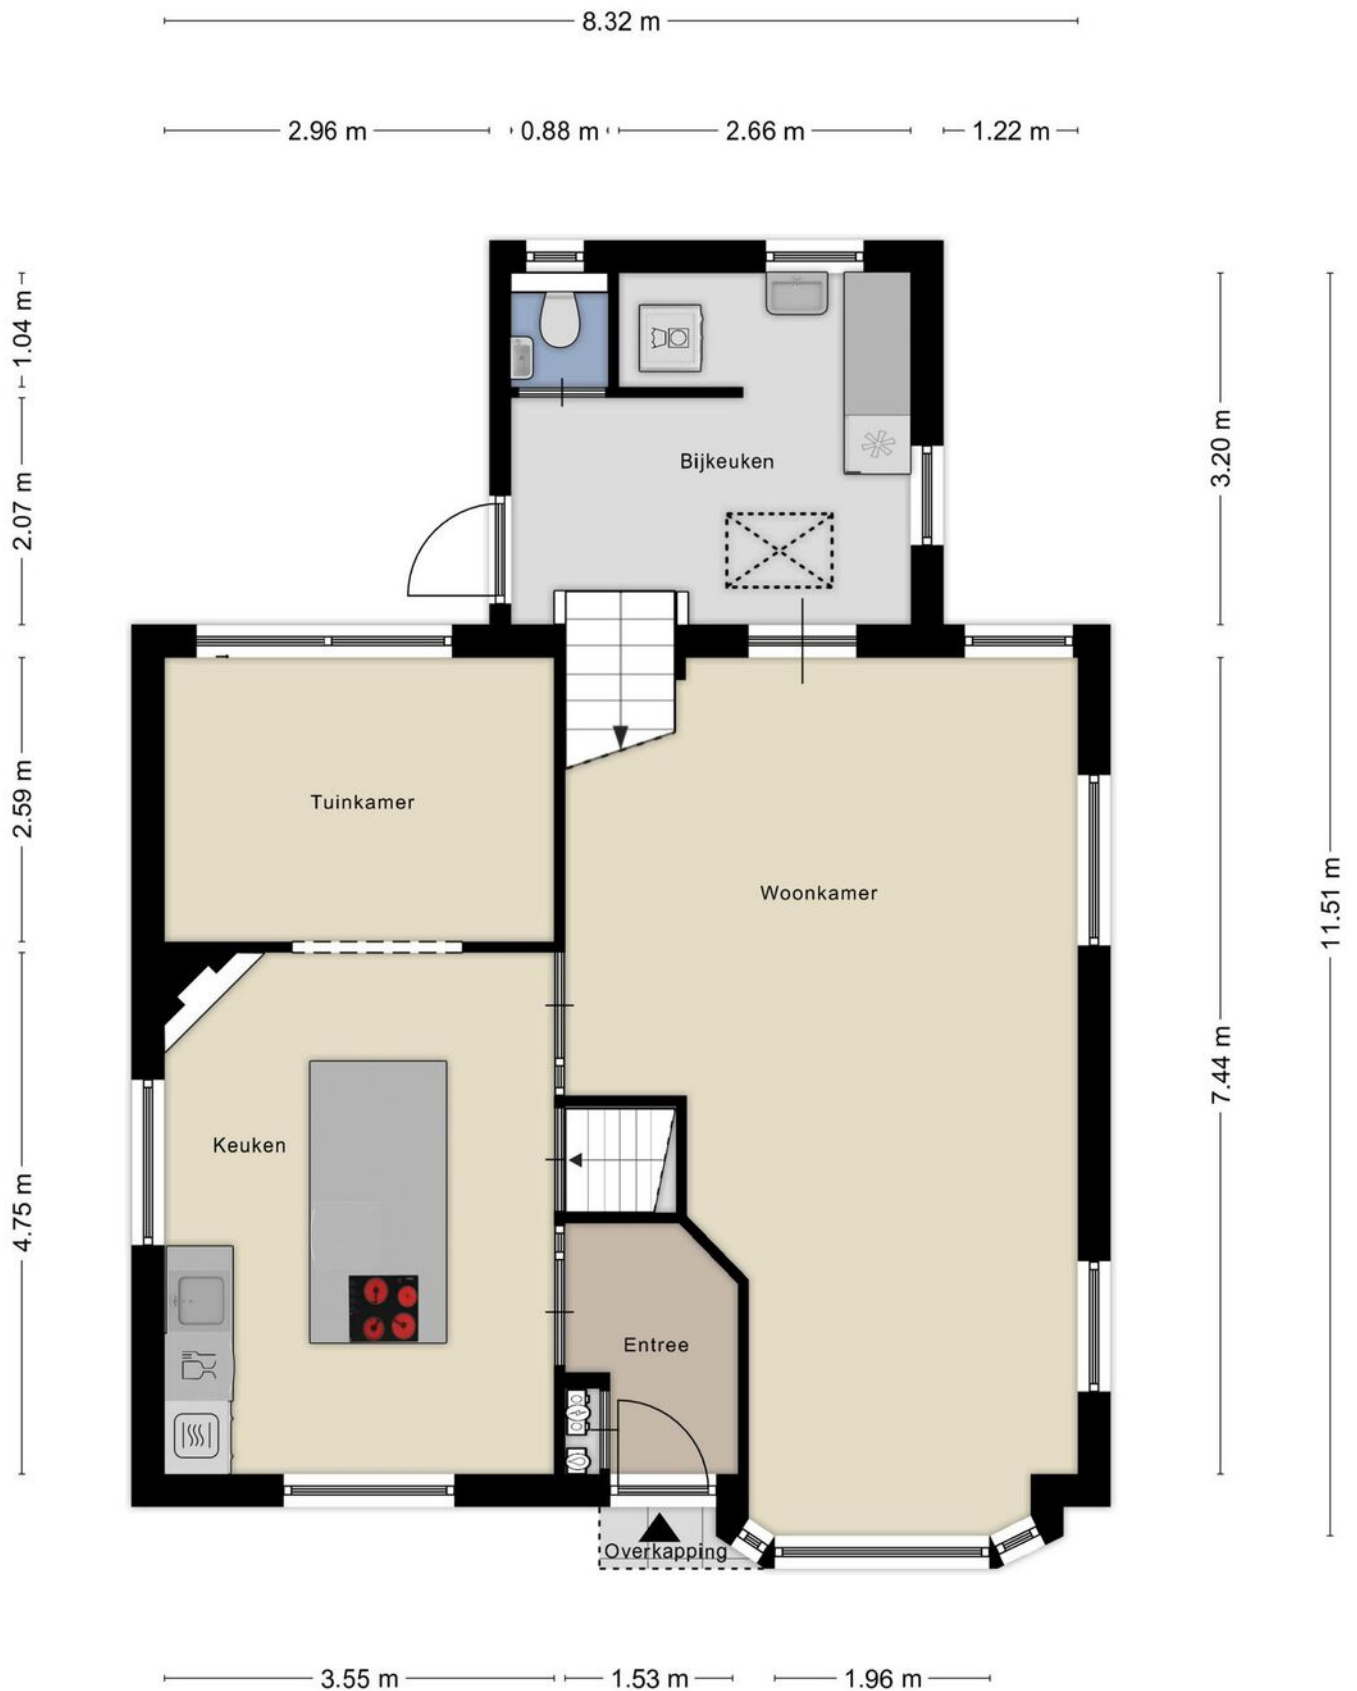 8.32 m
2.96 m
0.88 m
2.66 m
1.22 m
1.04 m
2.07 m
3.20 m
Bijkeuken
2.59 m
Tuinkamer
Woonkamer
11.51 m
7.44 m
Keuken
4.75 m
Entree
Overkapping
3.55 m
1.53 m
1.96 m